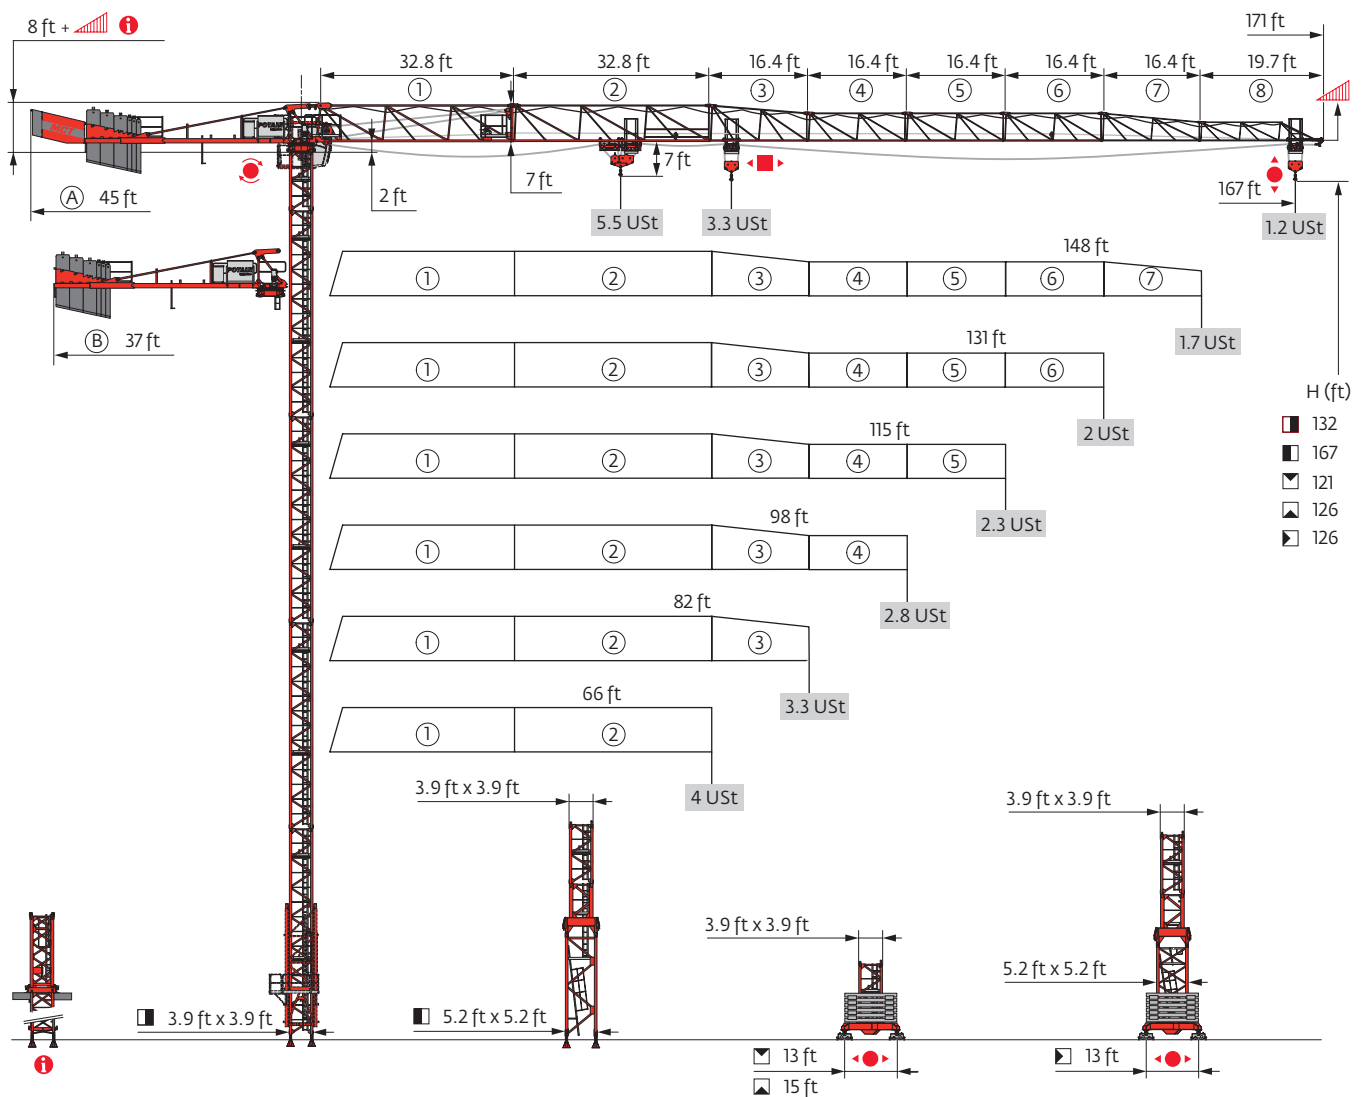 8 ft +
i
171 ft
32.8 ft
32.8 ft
16.4 ft
16.4 ft
16.4 ft
16.4 ft
16.4 ft
19.7 ft
1
2
3
4
5
6
7
8
MCT
POTAIN
7 ft
2 ft
7 ft
167 ft
A 45 ft
5.5 USt
3.3 USt
1.2 USt
148 ft
POTAIN
1
2
3
4
5
6
7
B 37 ft
1.7 USt
131 ft
1
2
3
4
5
6
H (ft)
2 USt
132
115 ft
167
1
2
3
4
5
121
126
98 ft
2.3 USt
126
1
2
3
4
82 ft
2.8 USt
1
2
3
66 ft
3.3 USt
1
2
3.9 ft x 3.9 ft
4 USt
3.9 ft x 3.9 ft
3.9 ft x 3.9 ft
5.2 ft x 5.2 ft
3.9 ft x 3.9 ft
5.2 ft x 5.2 ft
i
13 ft
13 ft
15 ft